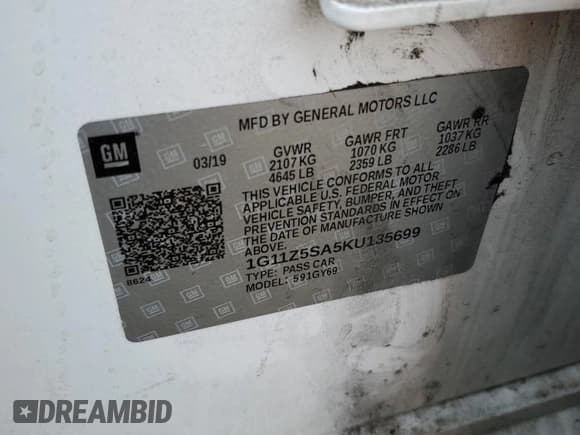 MFD BY GENERAL MOTORS LLC
GM
03/19 GVWR GAWR FRT GAWR RR
2107 KG 1070 KG 1037 KG
4645 LB 2359 LB 2286 LB
THIS VEHICLE CONFORMS TO ALL
APPLICABLE U.S. FEDERAL MOTOR
VEHICLE SAFETY, BUMPER, AND THEFT
PREVENTION STANDARDS IN EFFECT ON
THE DATE OF MANUFACTURE SHOWN
ABOVE.
1G11Z5SA5KU135699
TYPE: PASS CAR
MODEL: 591GY69
8624
DREAMBID